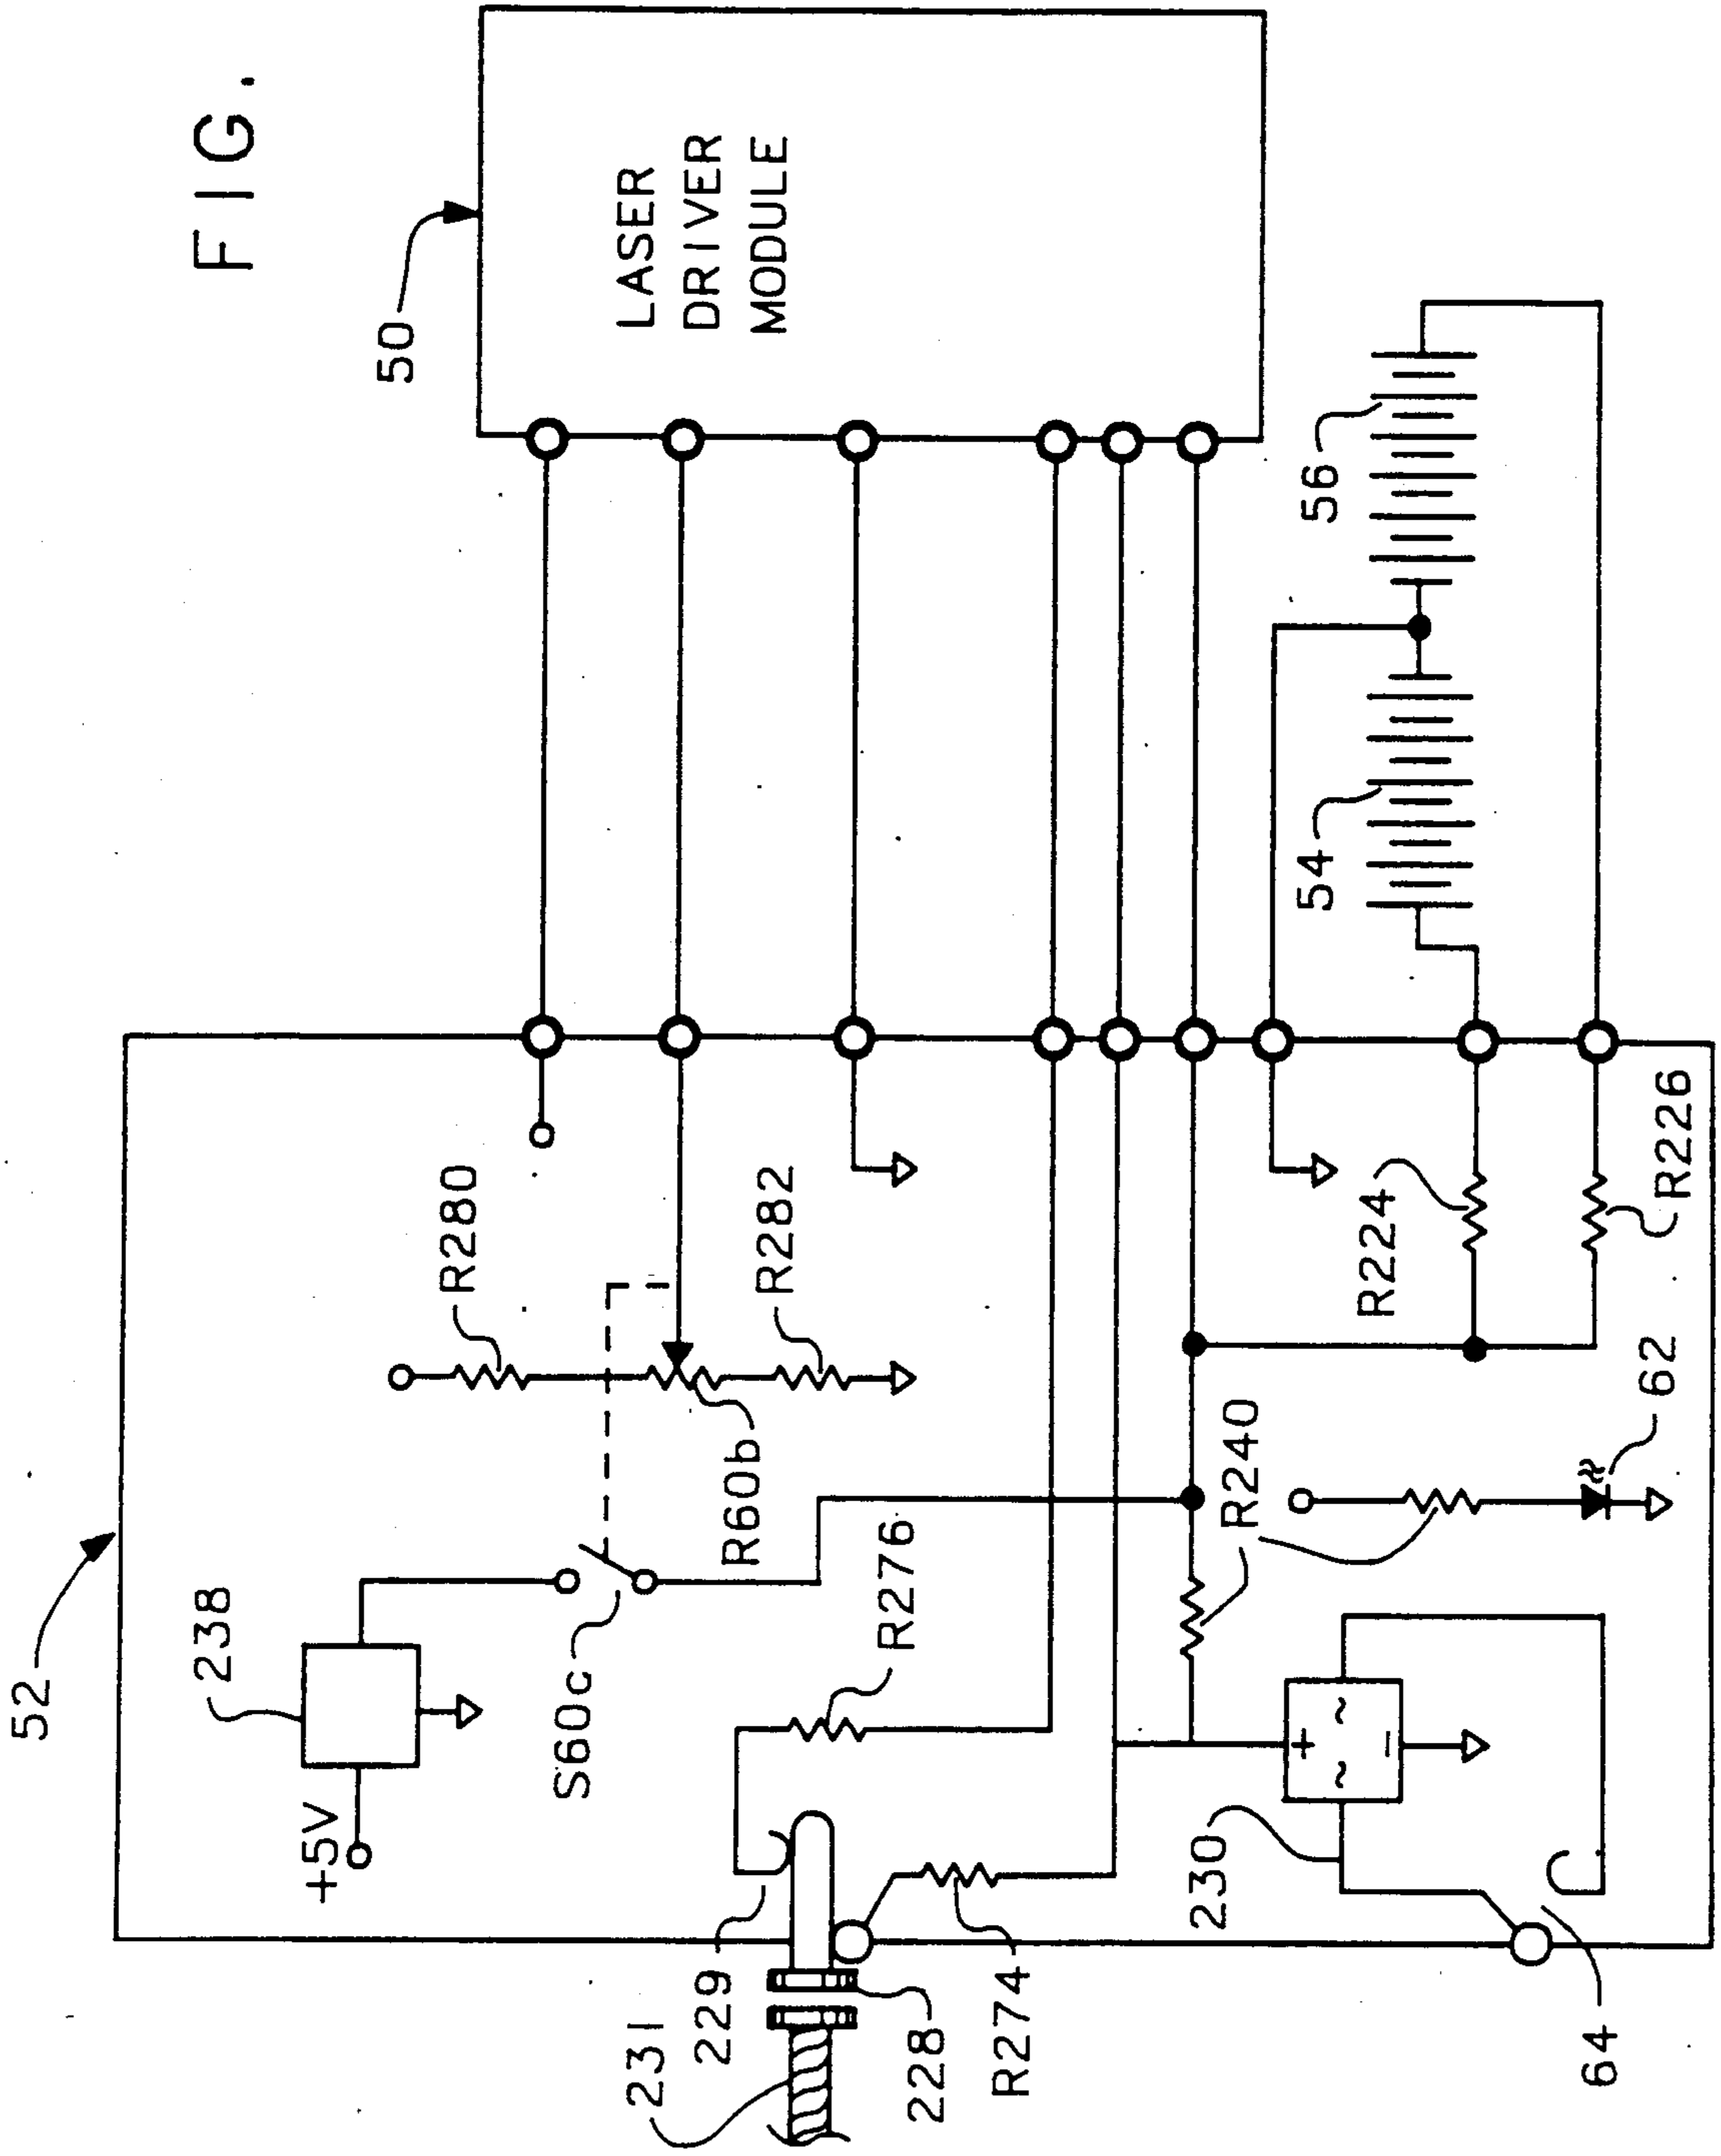 FIG.
50
LASER
DRIVER
MODULE
56
54
52
238
+5V
S60c
R280
R60b
R282
R276
229
231
228
R274
R240
R224
R226
62
230
+
~ ~
−
64